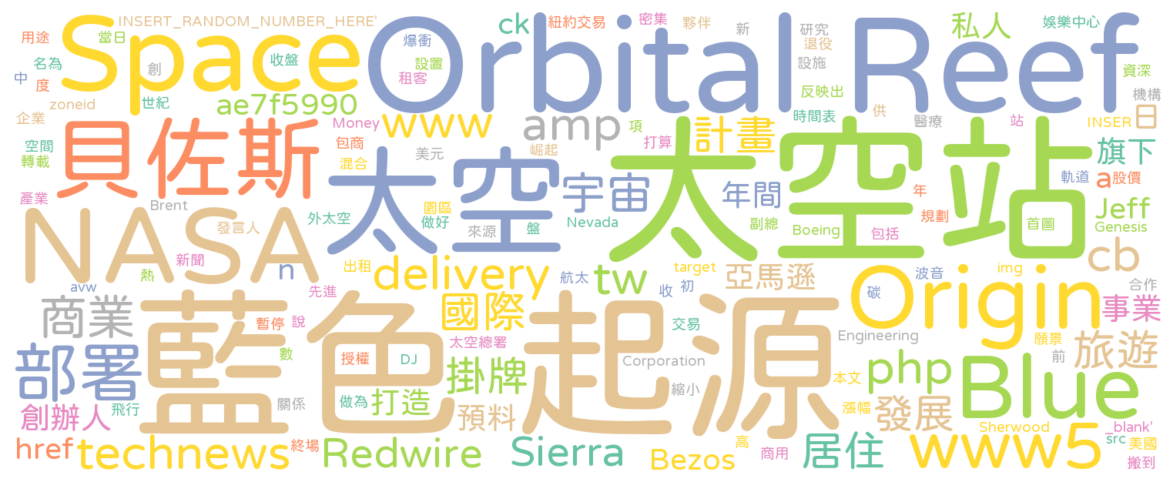 用途 當日 INSERT_RANDOM_NUMBER_HERE' 爆衝 ck 紐約交易 密集 夥伴 新 研究 私人 娛樂中心
Space Orbital Reef
中 度 名為 創 收盤 設置 租客 退役 設施 資深
zoneid 世紀 ae7f5990 反映出 機構
企業 www 時間表 供 醫療 站 INSER 日
貝佐斯 Money 包商 美元 amp 項 計畫
空間 轉載 混合 崛起 打算 太空站 旗下
產業 太空 宇宙 年間 年 軌道 a 股價
NASA Brent 外太空 園區 做好 來源 盤 Nevada 副總 Boeing 包括 規劃 首圖 Jeff Genesis
發言人
新聞 n 出租 delivery 航太 tw target 亞馬遜 波音 img cb
avw 熱 先進 收 初 碳 Origin 合作
商業 藍色起源 國際 事業
暫停 說 太空總署 交易 Engineering 願景 旅遊
部署 數 授權 DJ Corporation 前
掛牌 縮小 本文 php Blue
創辦人 飛行 關係 做為 打造 預料 漲幅 發展
Sherwood _blank'
href technews 終場 Redwire Sierra Bezos 高 商用 居住 www5 src 美國 搬到